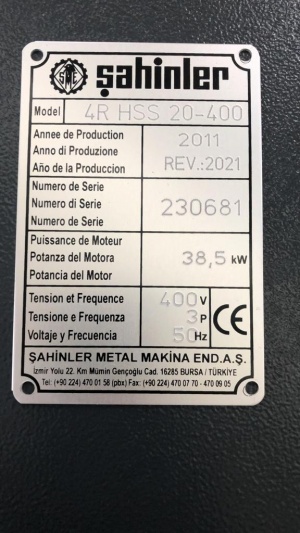 ŞME
şahinler
Model 4R HSS 20-400
Annee de Production 2011
Anno di Produzione REV.:2021
Año de la Produccion
Numero de Serie
Numero di Serie 230681
Numero de Serie
Puissance de Moteur
Potanza del Motora 38,5 kW
Potancia del Motor
Tension et Frequence 400 V
Tensione e Frequenza 3 P
Voltaje y Frecuencia 50 Hz
CE
ŞAHİNLER METAL MAKİNA END.A.Ş.
İzmir Yolu 22. Km Mümin Gençoğlu Cad. 16285 BURSA / TÜRKİYE
Tel: (+90 224) 470 01 58 (pbx) Fax: (+90 224) 470 07 70 - 470 09 05